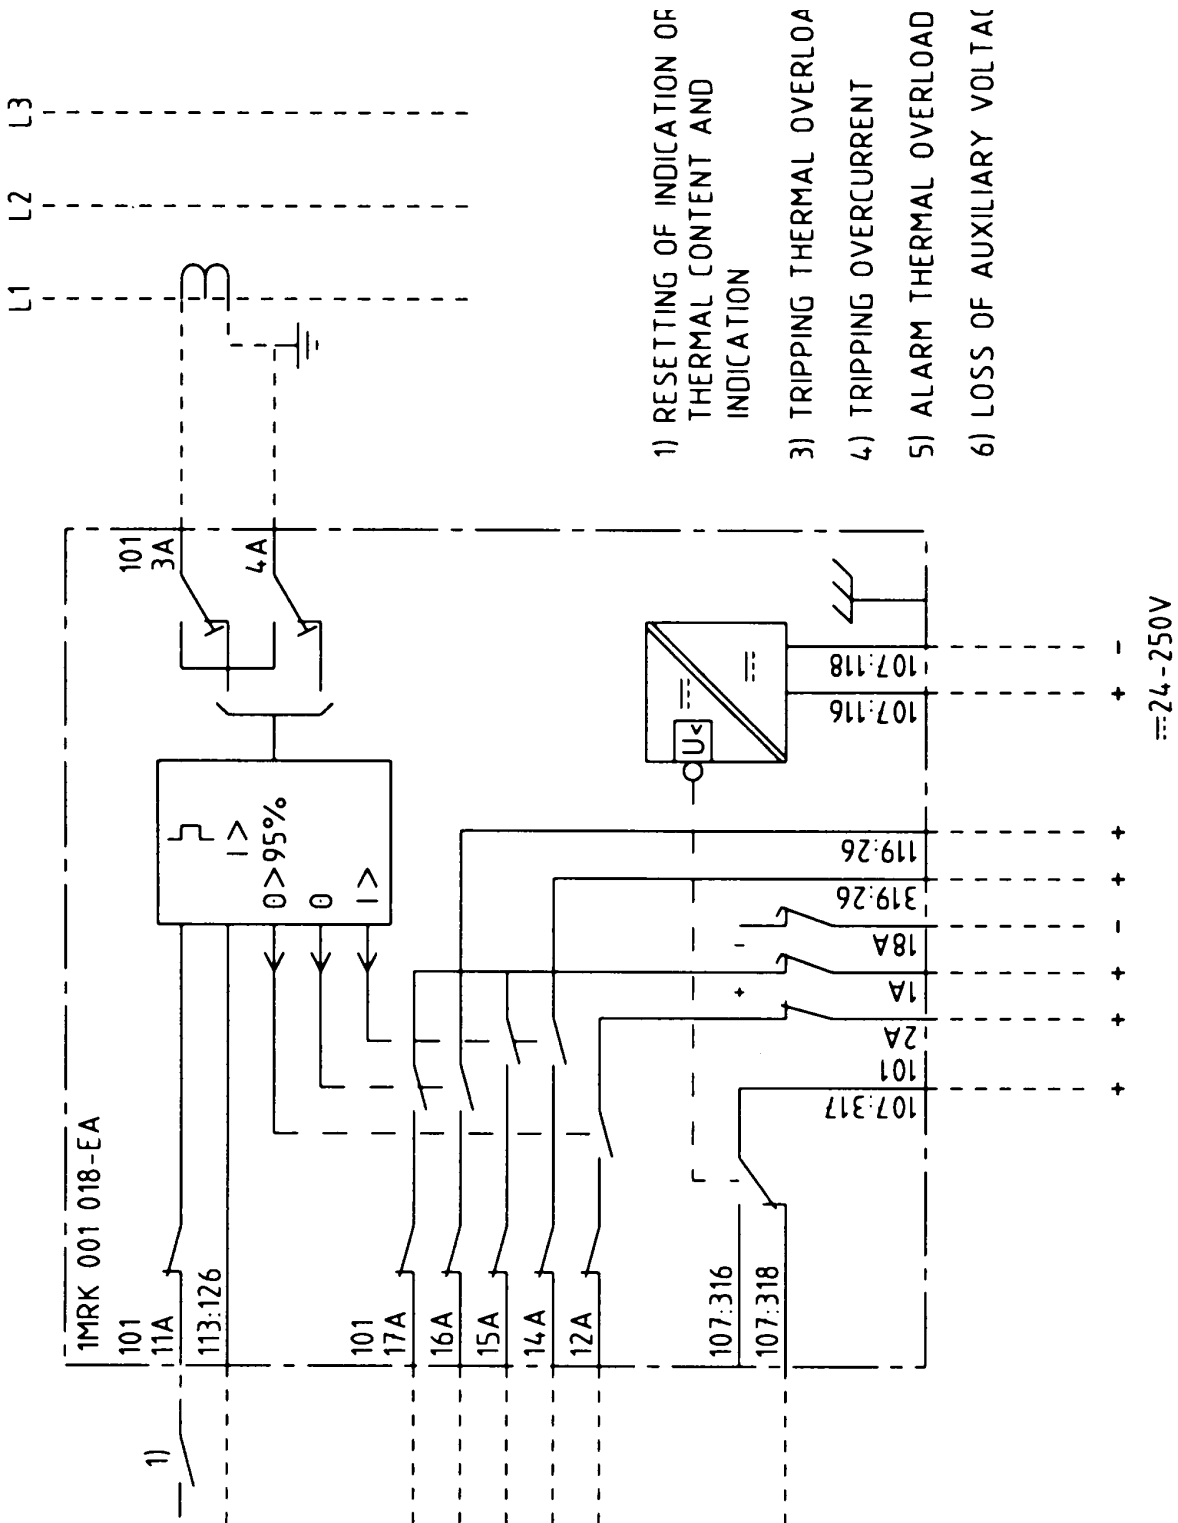 L1
L2
L3
1) RESETTING OF INDICATION OR
THERMAL CONTENT AND
INDICATION
3) TRIPPING THERMAL OVERLOA
4) TRIPPING OVERCURRENT
5) ALARM THERMAL OVERLOAD
6) LOSS OF AUXILIARY VOLTAG
1MRK 001 018-EA
101
3A
4A
I>
Θ>95%
Θ
I>
U<
107:118
107:116
119:26
319:26
18A
1A
2A
101
107:317
-
+
+
+
-
+
+
+
-
+
24-250V
101
11A
113:126
101
17A
16A
15A
14A
12A
107:316
107:318
1)